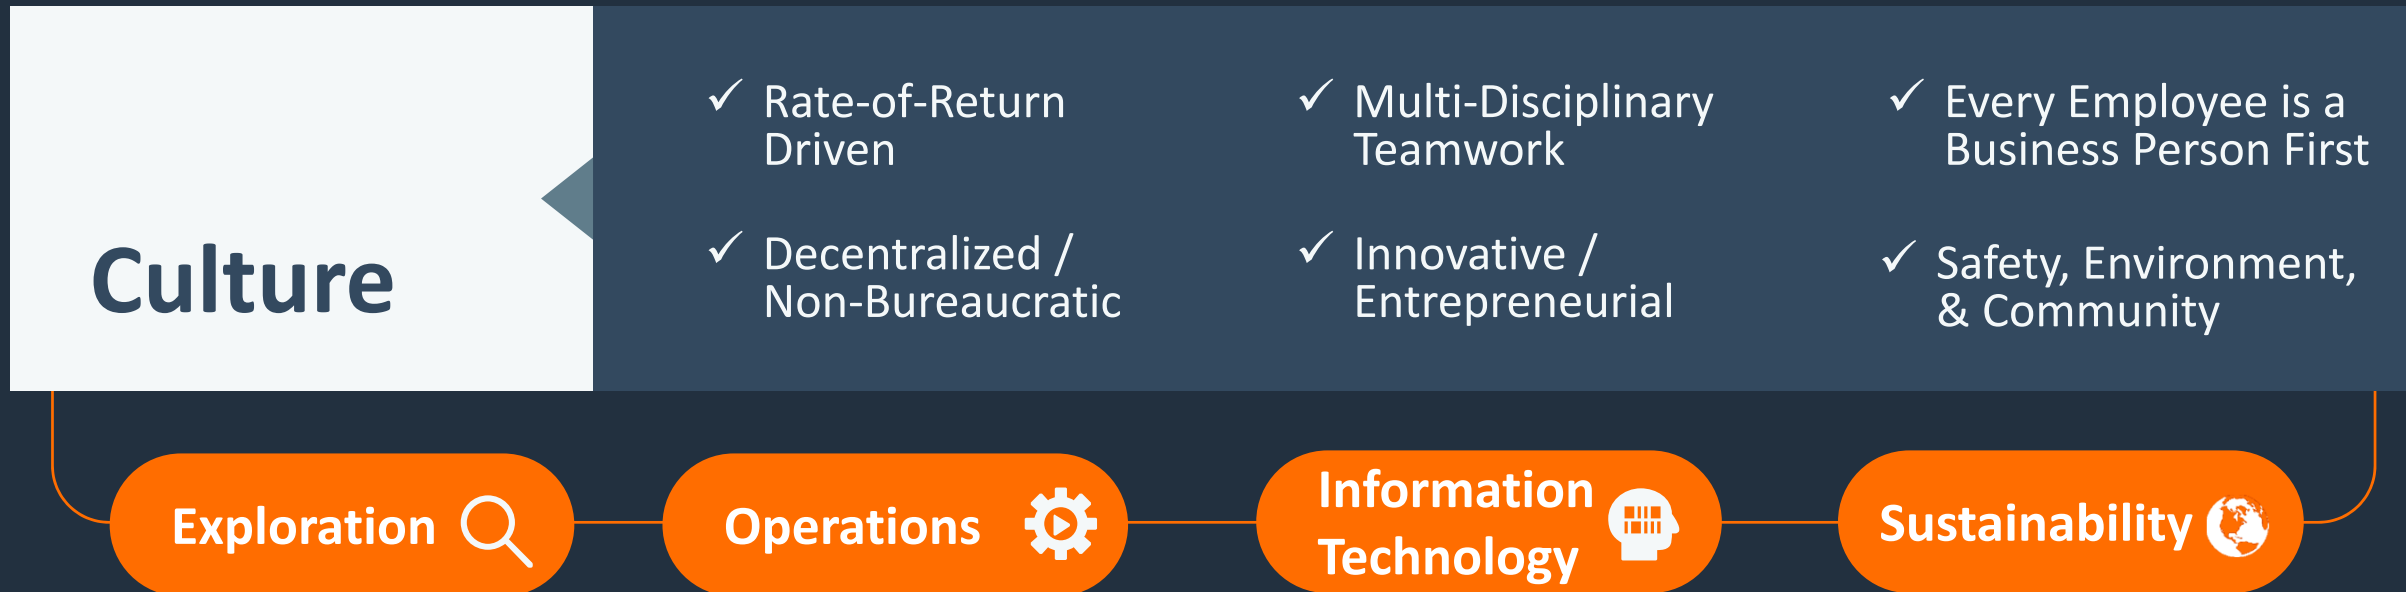 Culture
✓ Rate-of-Return
Driven
✓ Multi-Disciplinary
Teamwork
✓ Every Employee is a
Business Person First
✓ Decentralized /
Non-Bureaucratic
✓ Innovative /
Entrepreneurial
✓ Safety, Environment,
& Community
Exploration
Operations
Information
Technology
Sustainability